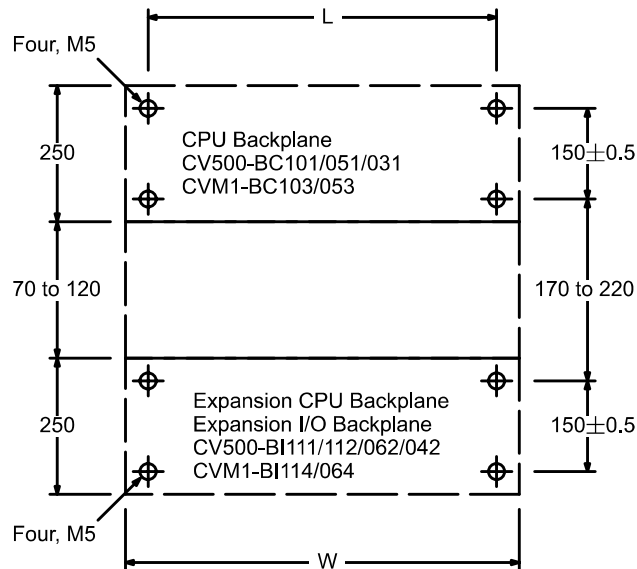 L
Four, M5
250
CPU Backplane
CV500-BC101/051/031
CVM1-BC103/053
150±0.5
70 to 120
170 to 220
250
Expansion CPU Backplane
Expansion I/O Backplane
CV500-BI111/112/062/042
CVM1-BI114/064
150±0.5
Four, M5
W